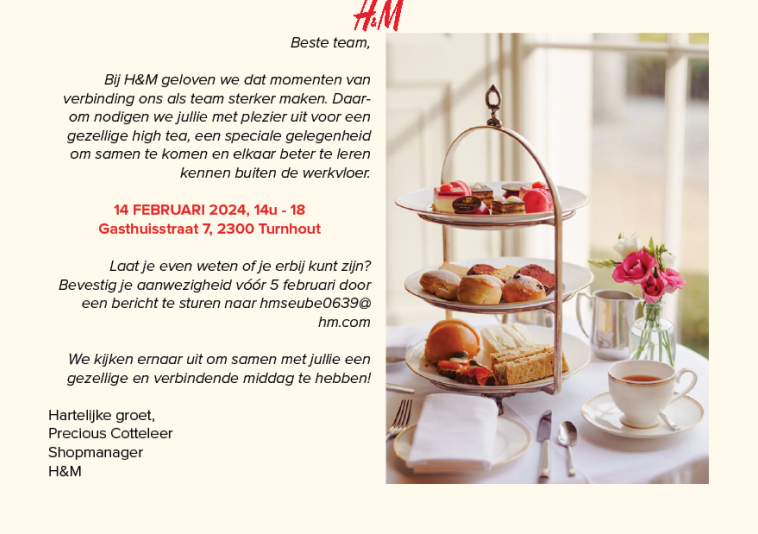 H&M
Beste team,
Bij H&M geloven we dat momenten van
verbinding ons als team sterker maken. Daar-
om nodigen we jullie met plezier uit voor een
gezellige high tea, een speciale gelegenheid
om samen te komen en elkaar beter te leren
kennen buiten de werkvloer.
14 FEBRUARI 2024, 14u - 18
Gasthuisstraat 7, 2300 Turnhout
Laat je even weten of je erbij kunt zijn?
Bevestig je aanwezigheid vóór 5 februari door
een bericht te sturen naar hmseube0639@
hm.com
We kijken ernaar uit om samen met jullie een
gezellige en verbindende middag te hebben!
Hartelijke groet,
Precious Cotteleer
Shopmanager
H&M